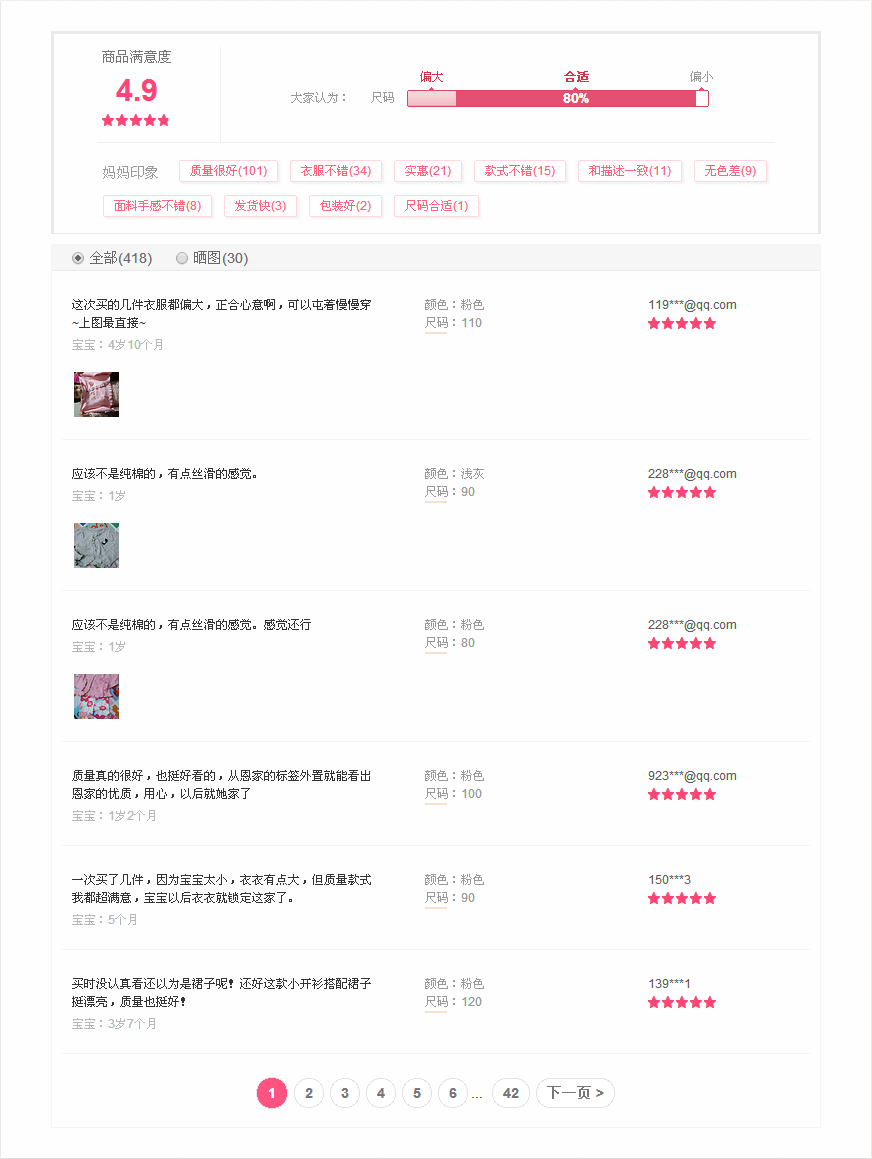 商品满意度
4.9
偏大 合适 偏小
大家认为： 尺码 80%
妈妈印象 质量很好(101) 衣服不错(34) 实惠(21) 款式不错(15) 和描述一致(11) 无色差(9)
面料手感不错(8) 发货快(3) 包装好(2) 尺码合适(1)
全部(418) 晒图(30)
这次买的几件衣服都偏大，正合心意啊，可以屯着慢慢穿
~上图最直接~
宝宝：4岁10个月
颜色：粉色
尺码：110
119***@qq.com
应该不是纯棉的，有点丝滑的感觉。
宝宝：1岁
颜色：浅灰
尺码：90
228***@qq.com
应该不是纯棉的，有点丝滑的感觉。感觉还行
宝宝：1岁
颜色：粉色
尺码：80
228***@qq.com
质量真的很好，也挺好看的，从恩家的标签外置就能看出
恩家的优质，用心，以后就她家了
宝宝：1岁2个月
颜色：粉色
尺码：100
923***@qq.com
一次买了几件，因为宝宝太小，衣衣有点大，但质量款式
我都超满意，宝宝以后衣衣就锁定这家了。
宝宝：5个月
颜色：粉色
尺码：90
150***3
买时没认真看还以为是裙子呢！还好这款小开衫搭配裙子
挺漂亮，质量也挺好！
宝宝：3岁7个月
颜色：粉色
尺码：120
139***1
1 2 3 4 5 6 ... 42 下一页 >